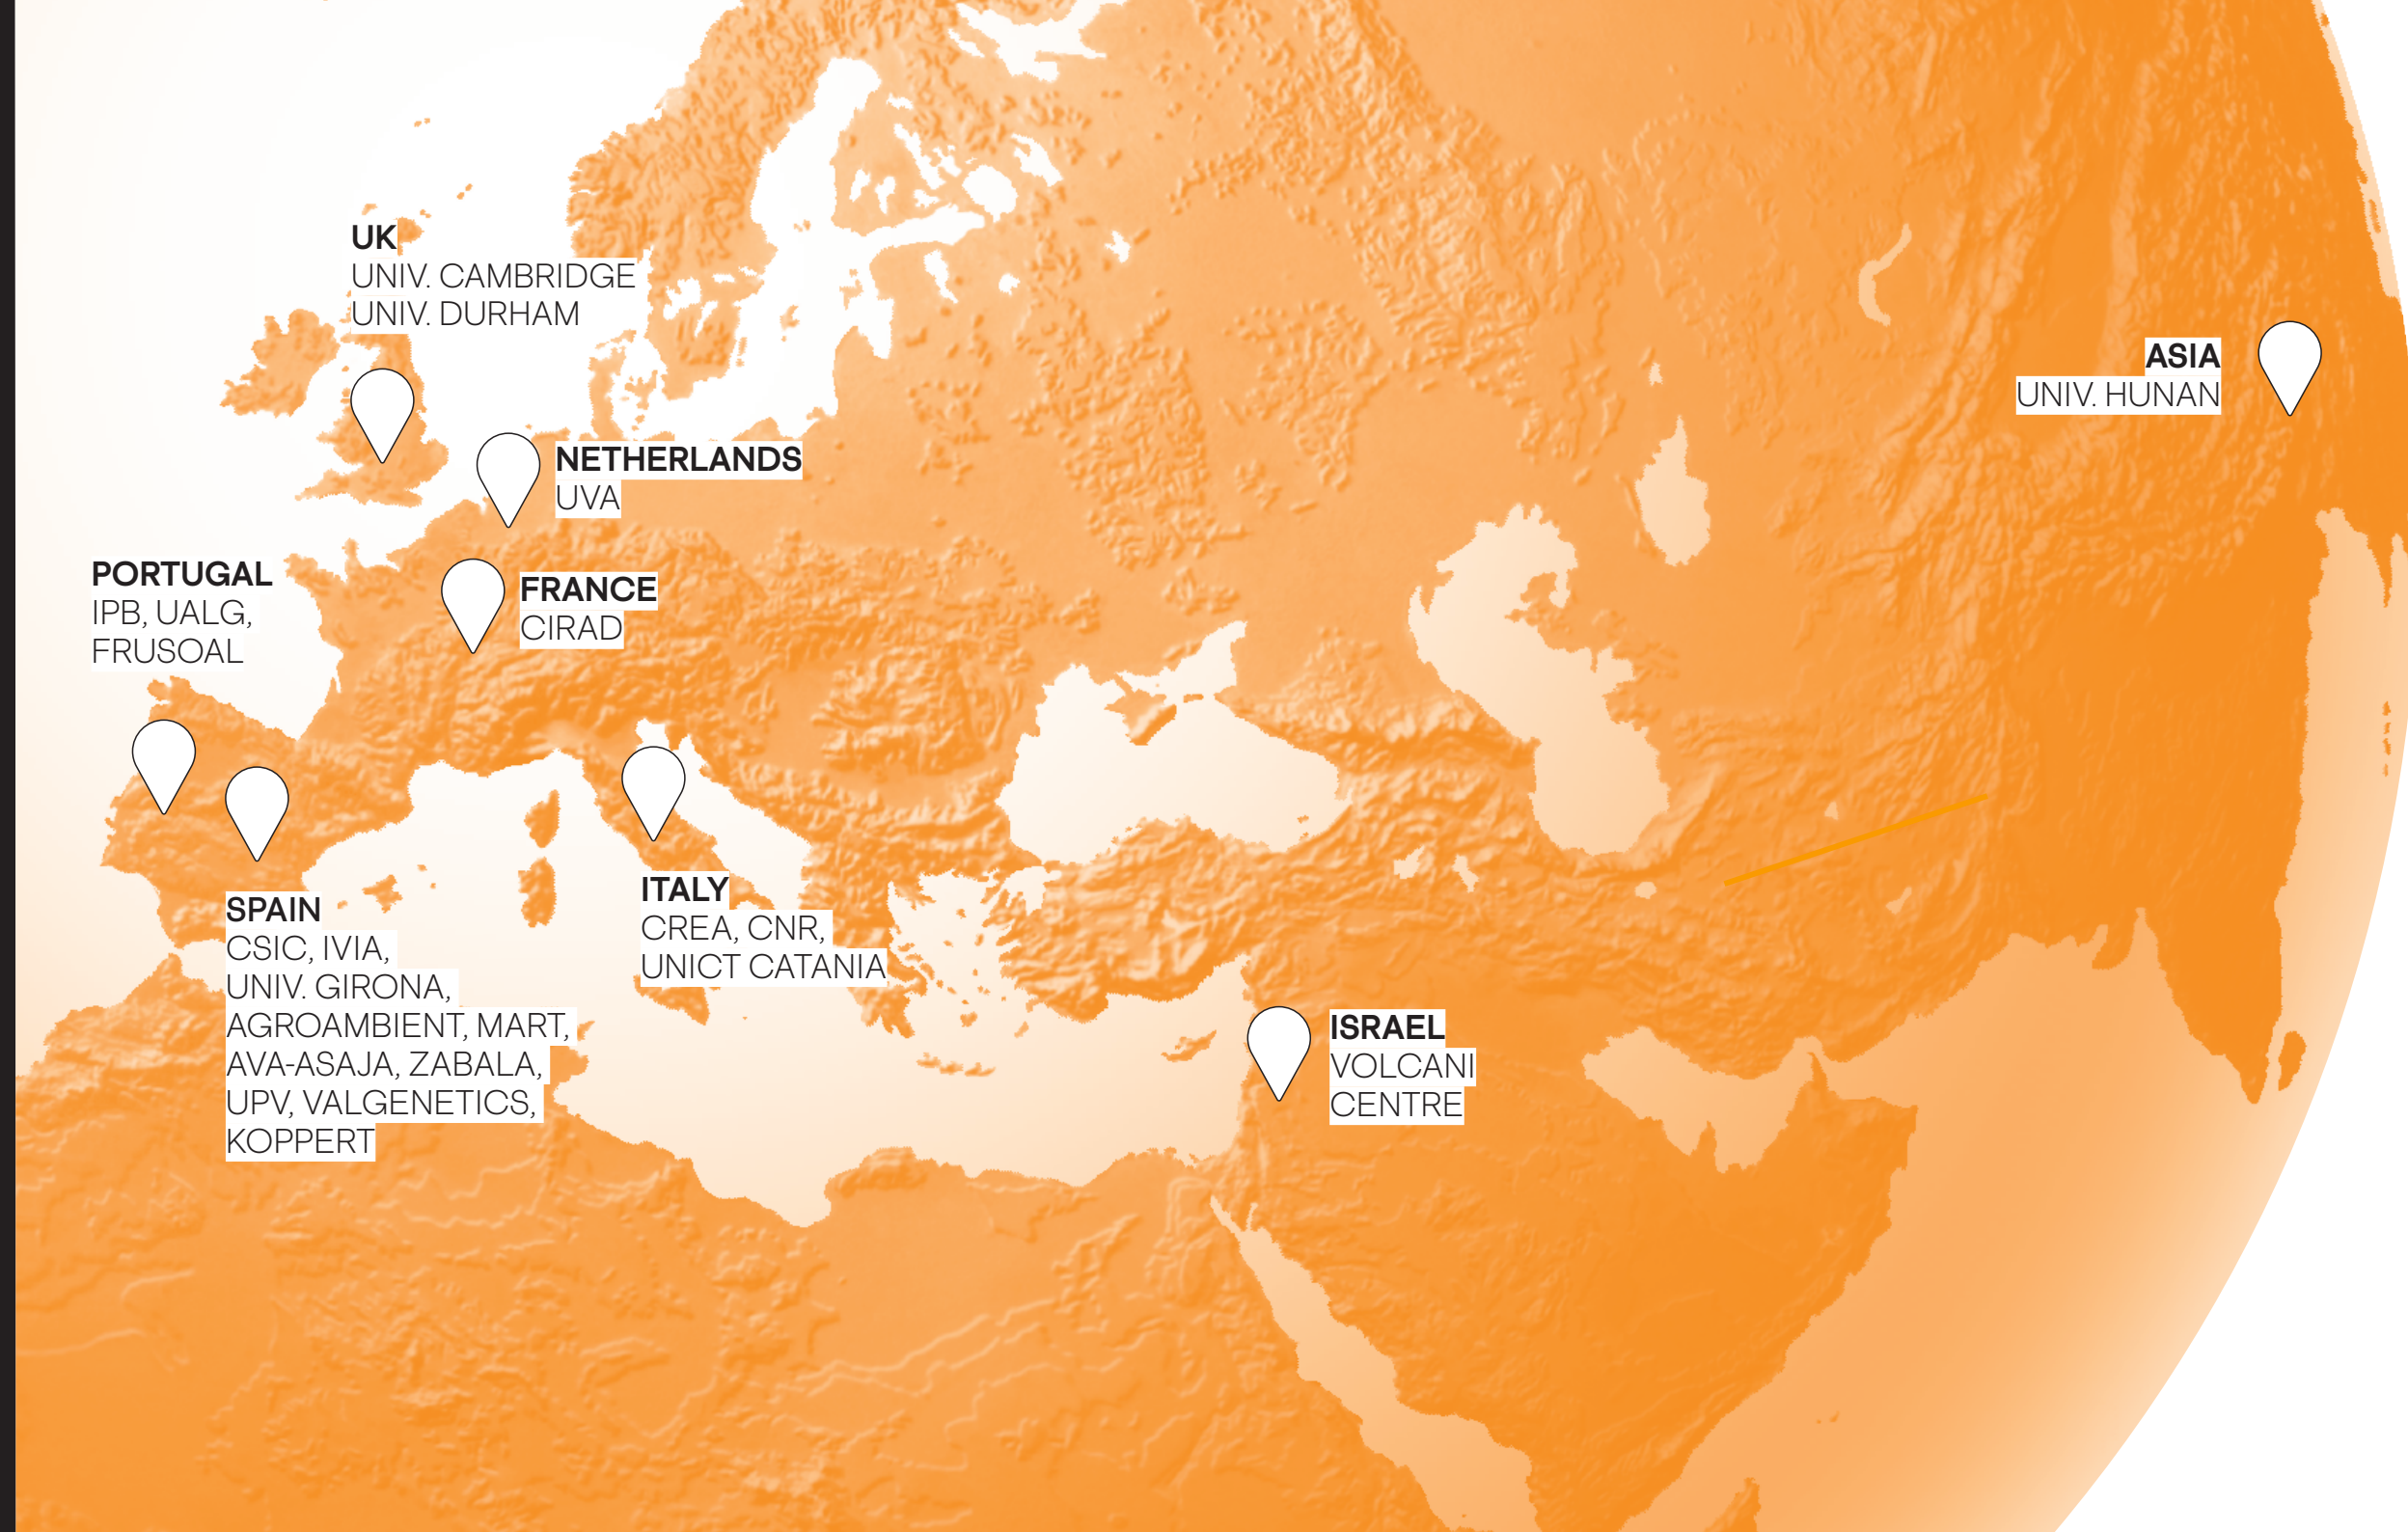 UK
UNIV. CAMBRIDGE
UNIV. DURHAM
ASIA
UNIV. HUNAN
NETHERLANDS
UVA
PORTUGAL
IPB, UALG,
FRUSOAL
FRANCE
CIRAD
SPAIN
CSIC, IVIA,
UNIV. GIRONA,
AGROAMBIENT, MART,
AVA-ASAJA, ZABALA,
UPV, VALGENETICS,
KOPPERT
ITALY
CREA, CNR,
UNICT CATANIA
ISRAEL
VOLCANI
CENTRE